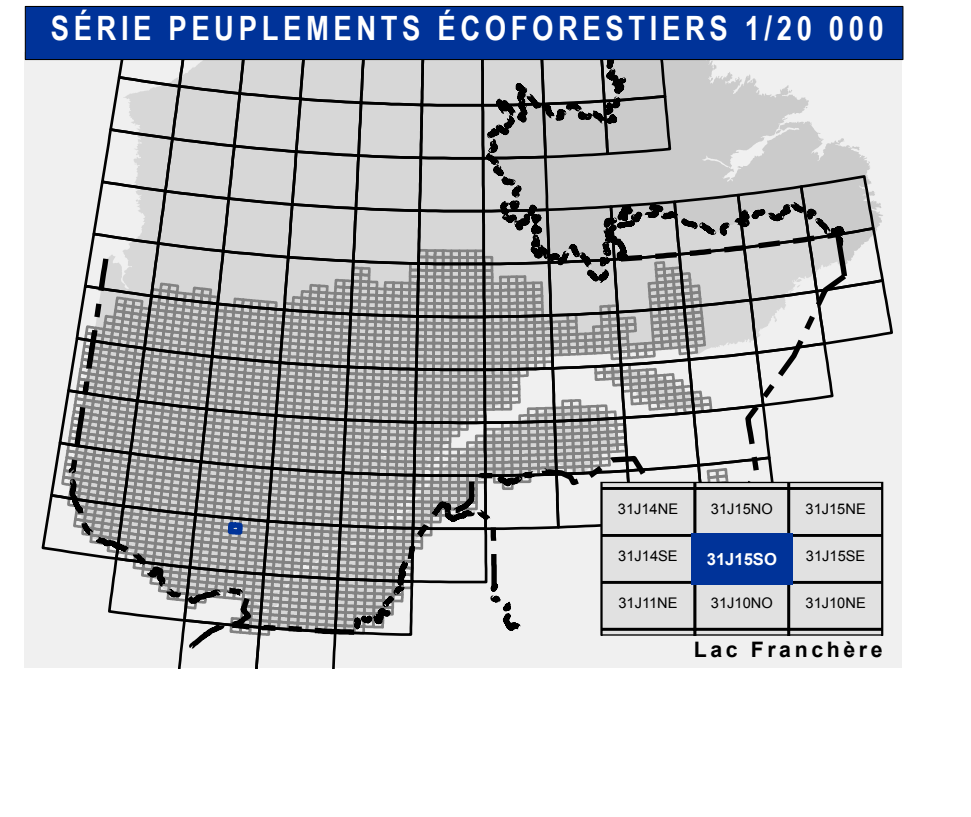 SÉRIE PEUPLEMENTS ÉCOFORESTIERS 1/20 000
31J14NE 31J15NO 31J15NE
31J14SE 31J15SO 31J15SE
31J11NE 31J10NO 31J10NE
Lac Franchère